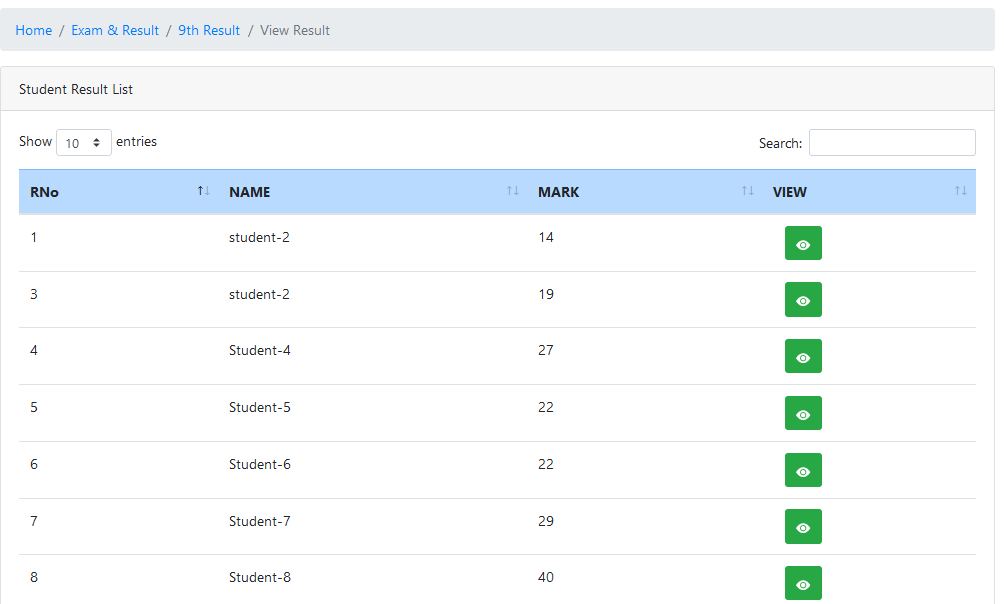 Home / Exam & Result / 9th Result / View Result
Student Result List
Show 10 entries Search:
RNo NAME MARK VIEW
1 student-2 14
3 student-2 19
4 Student-4 27
5 Student-5 22
6 Student-6 22
7 Student-7 29
8 Student-8 40